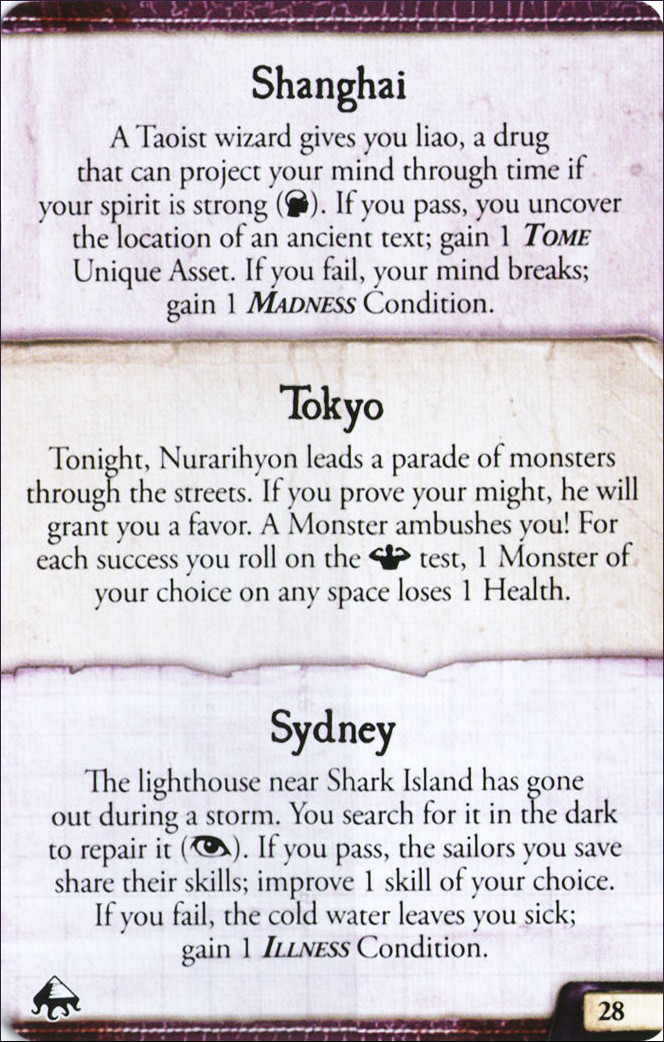 Shanghai
A Taoist wizard gives you liao, a drug
that can project your mind through time if
your spirit is strong ( ). If you pass, you uncover
the location of an ancient text; gain 1 TOME
Unique Asset. If you fail, your mind breaks;
gain 1 MADNESS Condition.
Tokyo
Tonight, Nurarihyon leads a parade of monsters
through the streets. If you prove your might, he will
grant you a favor. A Monster ambushes you! For
each success you roll on the test, 1 Monster of
your choice on any space loses 1 Health.
Sydney
The lighthouse near Shark Island has gone
out during a storm. You search for it in the dark
to repair it ( ). If you pass, the sailors you save
share their skills; improve 1 skill of your choice.
If you fail, the cold water leaves you sick;
gain 1 ILLNESS Condition.
28